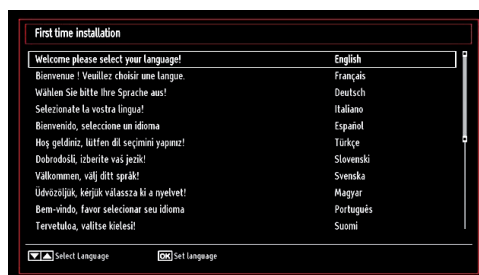 First time installation
Welcome please select your language! English
Bienvenue ! Veuillez choisir une langue. Français
Wählen Sie bitte Ihre Sprache aus! Deutsch
Selezionate la vostra lingua! Italiano
Bienvenido, seleccione un idioma Español
Hoş geldiniz, lütfen dil seçimini yapınız! Türkçe
Dobrodošli, izberite vaš jezik! Slovenski
Välkommen, välj ditt språk! Svenska
Üdvözöljük, kérjük válassza ki a nyelvet! Magyar
Bem-vindo, favor selecionar seu idioma Português
Tervetuloa, valitse kielesi! Suomi
Select Language OK Set language